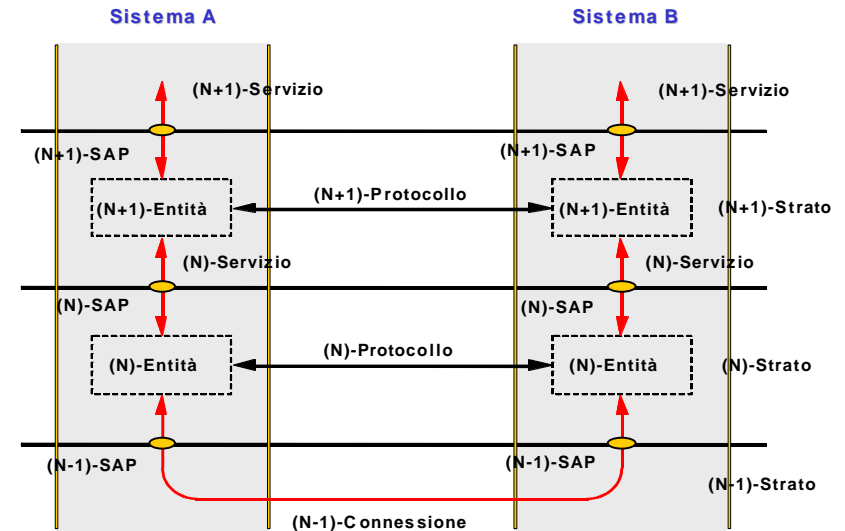 Sistema A
Sistema B
(N+1)-Servizio
(N+1)-Servizio
(N+1)-SAP
(N+1)-SAP
(N+1)-Protocollo
(N+1)-Entità
(N+1)-Entità
(N+1)-Strato
(N)-Servizio
(N)-Servizio
(N)-SAP
(N)-SAP
(N)-Protocollo
(N)-Entità
(N)-Entità
(N)-Strato
(N-1)-SAP
(N-1)-SAP
(N-1)-Strato
(N-1)-Connessione